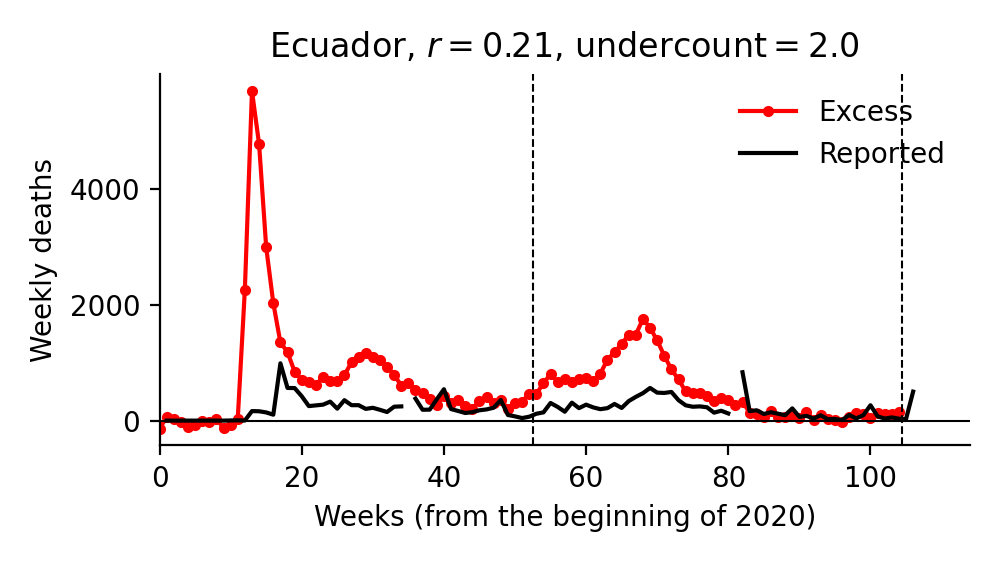 Ecuador, r = 0.21, undercount = 2.0
Excess
Reported
Weekly deaths
4000
2000
0
0 20 40 60 80 100
Weeks (from the beginning of 2020)